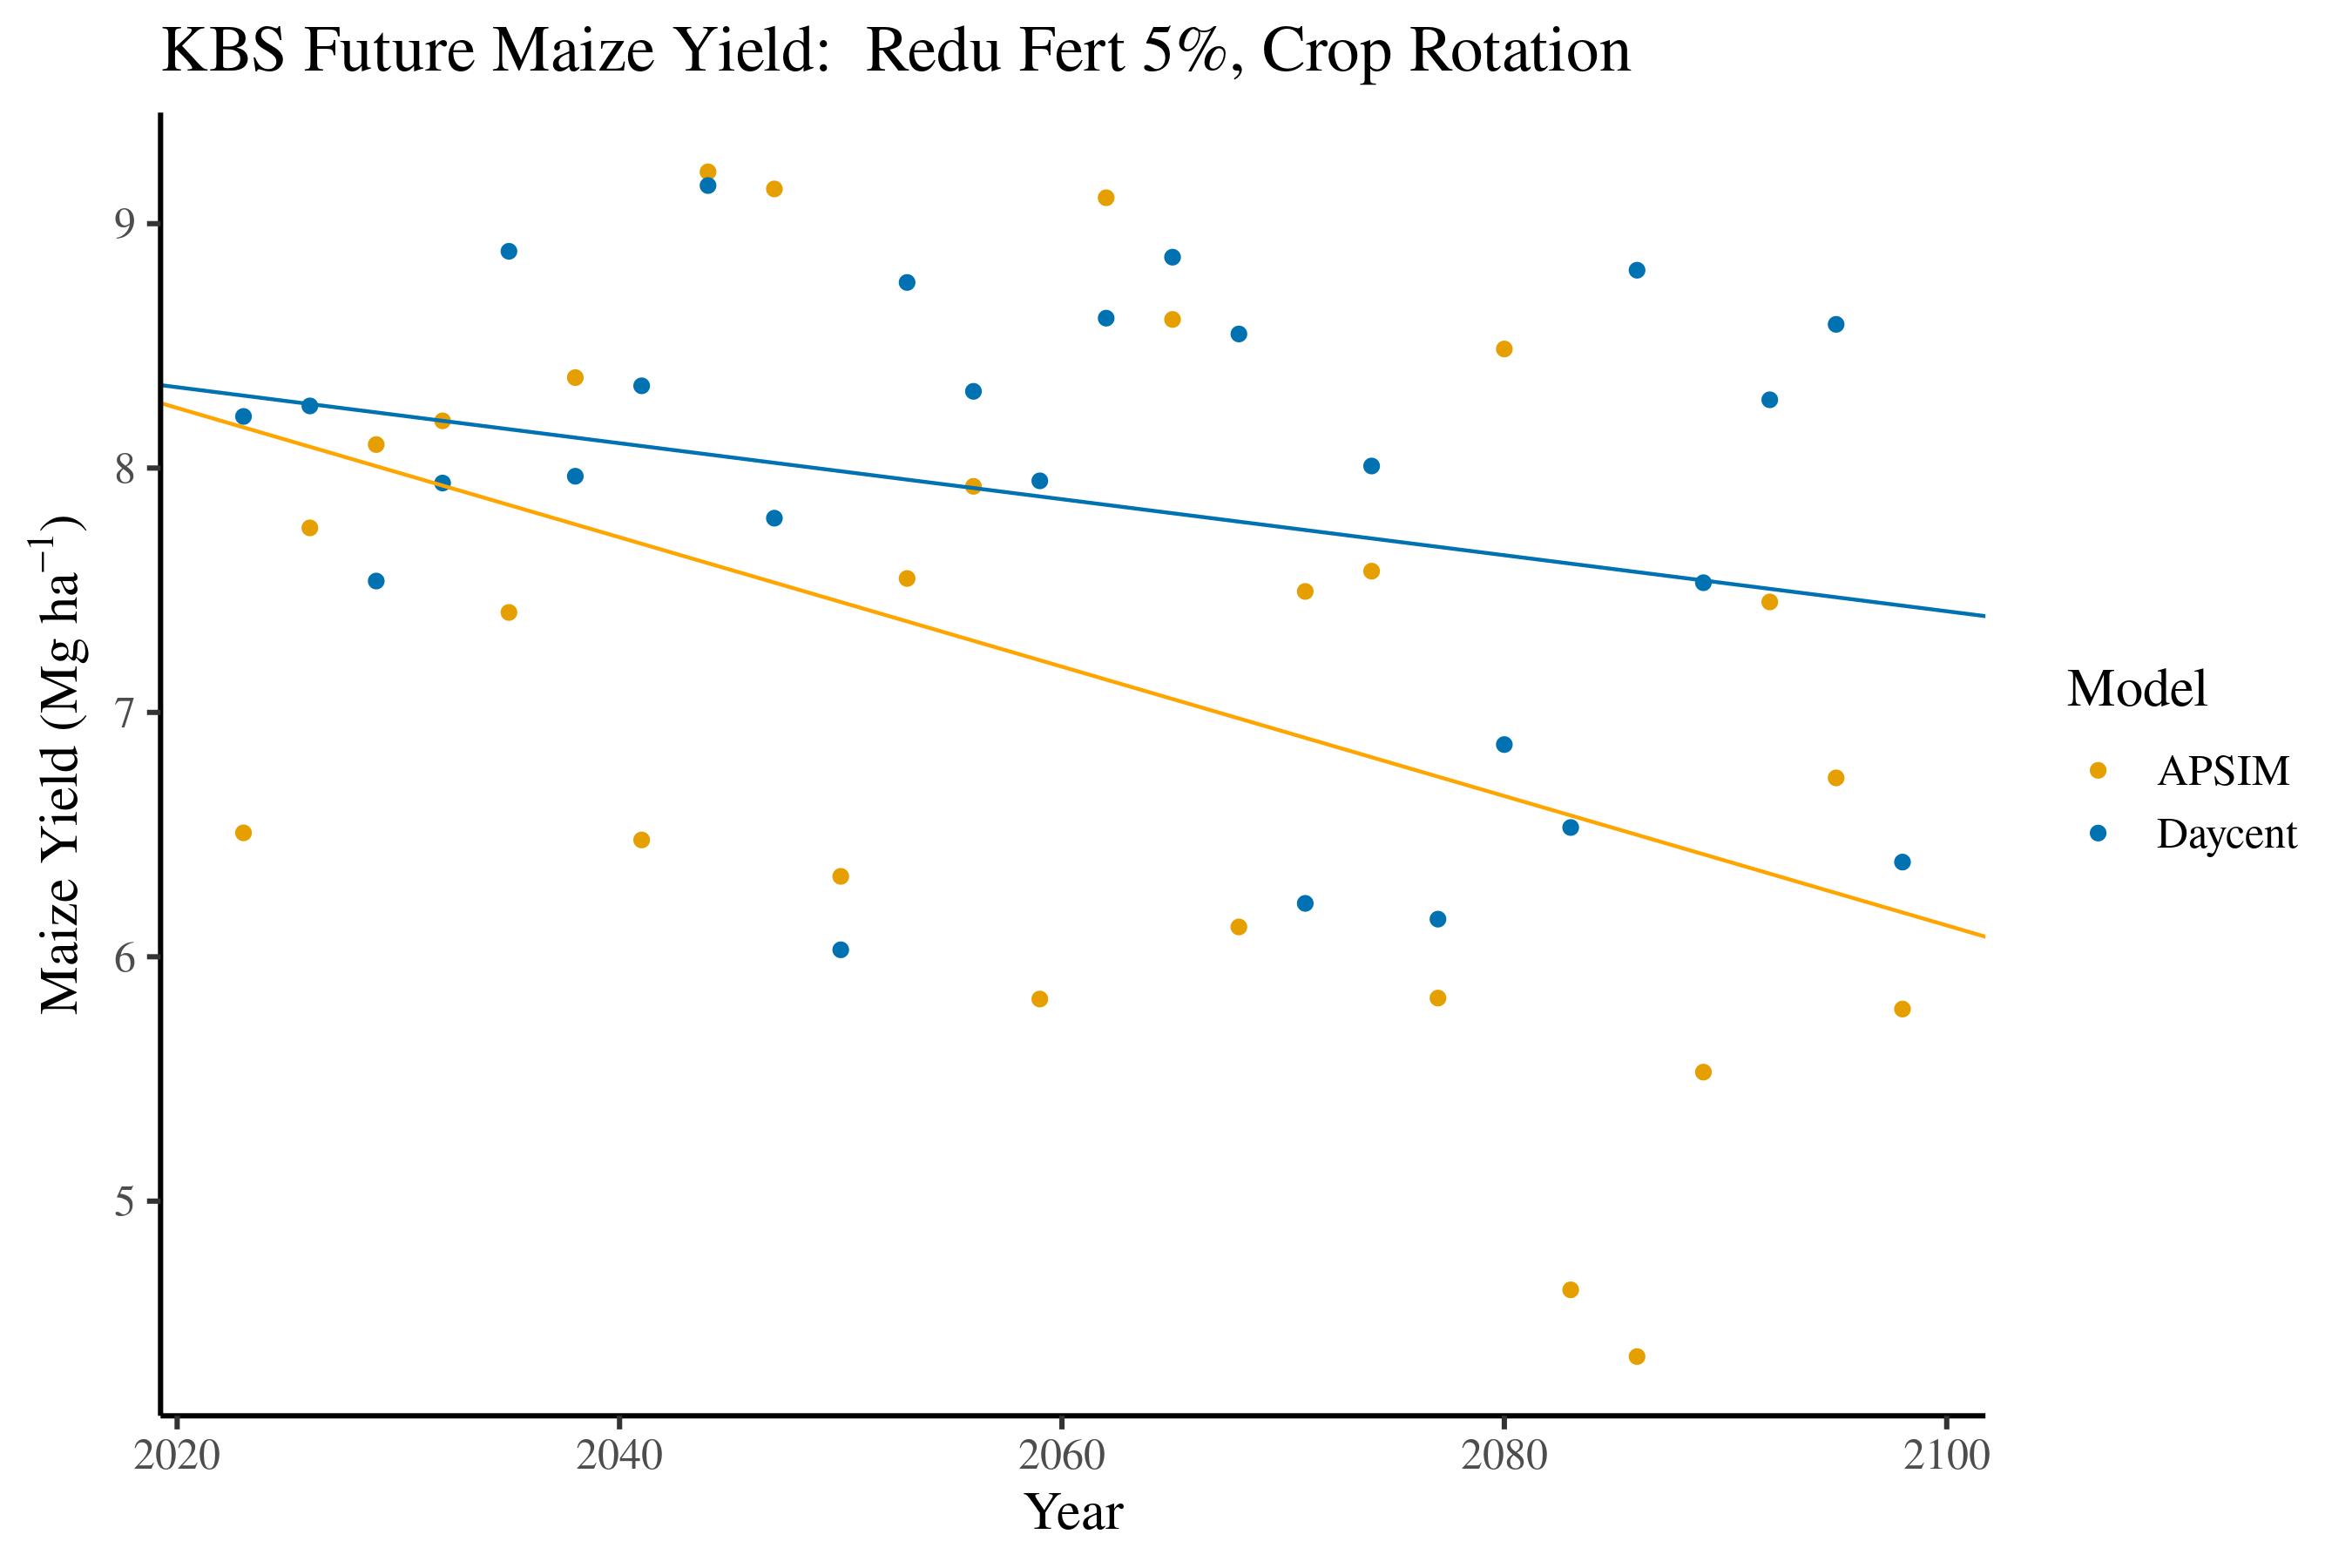 KBS Future Maize Yield:  Redu Fert 5%, Crop Rotation
Maize Yield (Mg ha⁻¹)
9
8
7
6
5
2020 2040 2060 2080 2100
Year
Model
APSIM
Daycent